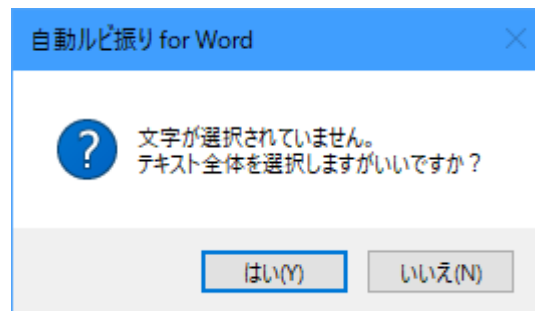 自動ルビ振り for Word
文字が選択されていません。
テキスト全体を選択しますがいいですか？
はい(Y)
いいえ(N)